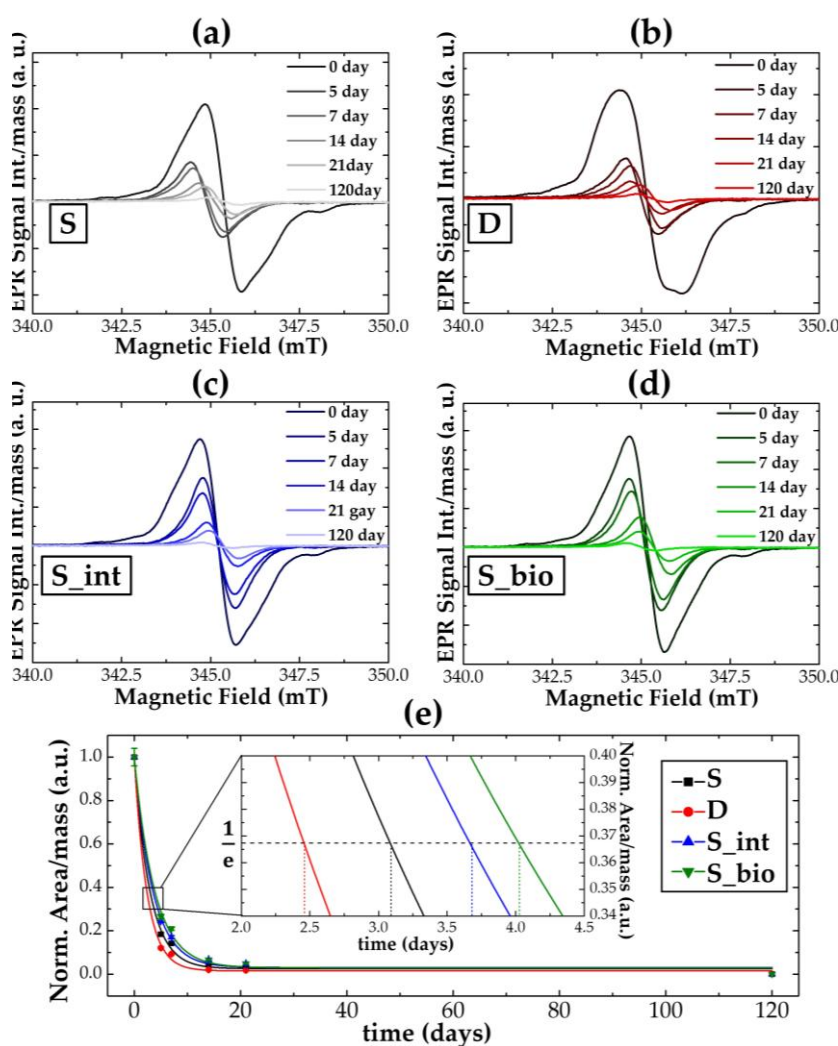 (a)
EPR Signal Int./mass (a. u.)
0 day
5 day
7 day
14 day
21day
120day
S
340.0 342.5 345.0 347.5 350.0
Magnetic Field (mT)
(b)
EPR Signal Int./mass (a. u.)
0 day
5 day
7 day
14 day
21 day
120 day
D
340.0 342.5 345.0 347.5 350.0
Magnetic Field (mT)
(c)
EPR Signal Int./mass (a. u.)
0 day
5 day
7 day
14 day
21 gay
120 day
S_int
340.0 342.5 345.0 347.5 350.0
Magnetic Field (mT)
(d)
EPR Signal Int./mass (a. u.)
0 day
5 day
7 day
14 day
21 day
120 day
S_bio
340.0 342.5 345.0 347.5 350.0
Magnetic Field (mT)
(e)
Norm. Area/mass (a.u.)
1.0
0.8
0.6
0.4
0.2
0.0
1
e
0.40
0.39
0.38
0.37
0.36
0.35
0.34
Norm. Area/mass
(a.u.)
2.0 2.5 3.0 3.5 4.0 4.5
time (days)
S
D
S_int
S_bio
0 20 40 60 80 100 120
time (days)